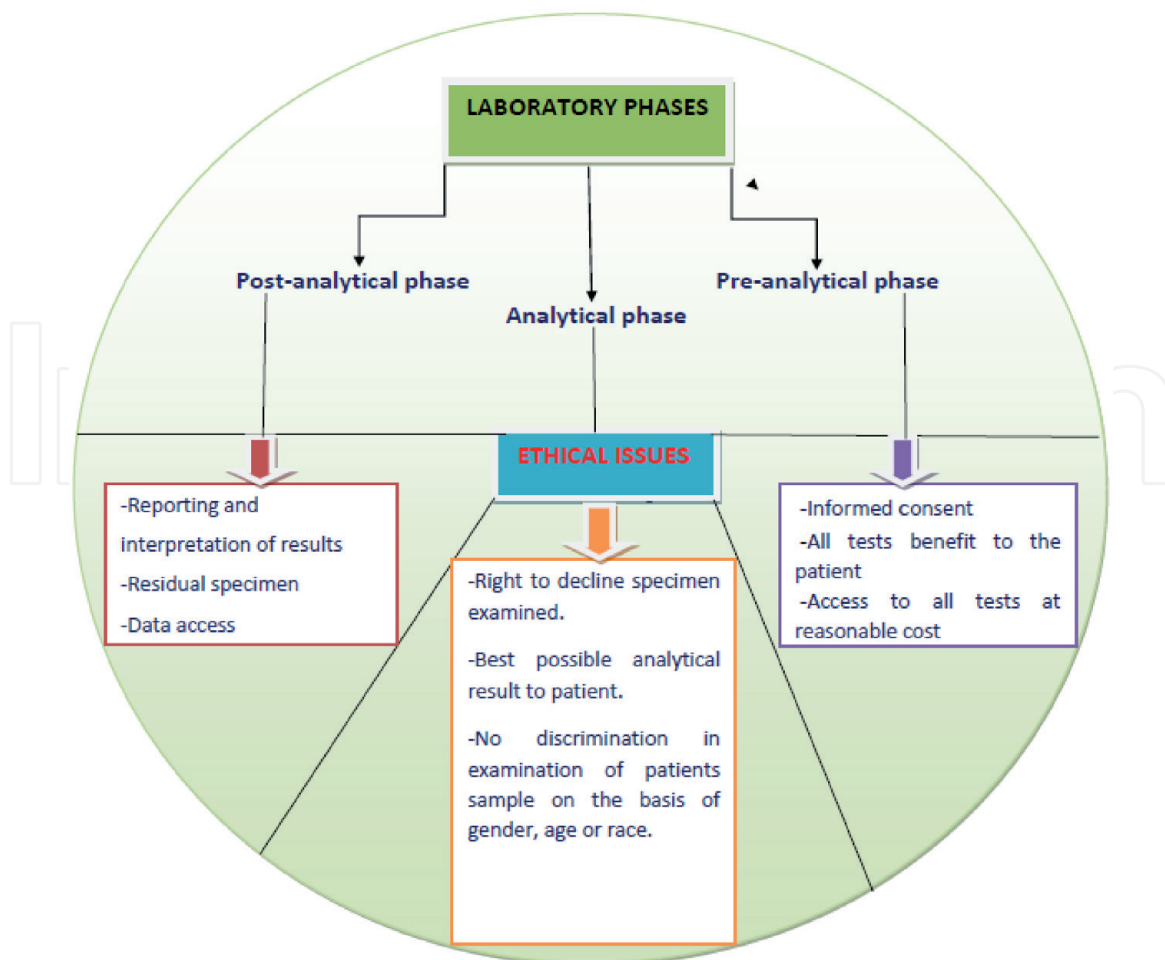 LABORATORY PHASES
Post-analytical phase
Pre-analytical phase
Analytical phase
ETHICAL ISSUES
-Reporting and
interpretation of results
-Residual specimen
-Data access
-Right to decline specimen
examined.
-Best possible analytical
result to patient.
-No discrimination in
examination of patients
sample on the basis of
gender, age or race.
-Informed consent
-All tests benefit to the
patient
-Access to all tests at
reasonable cost